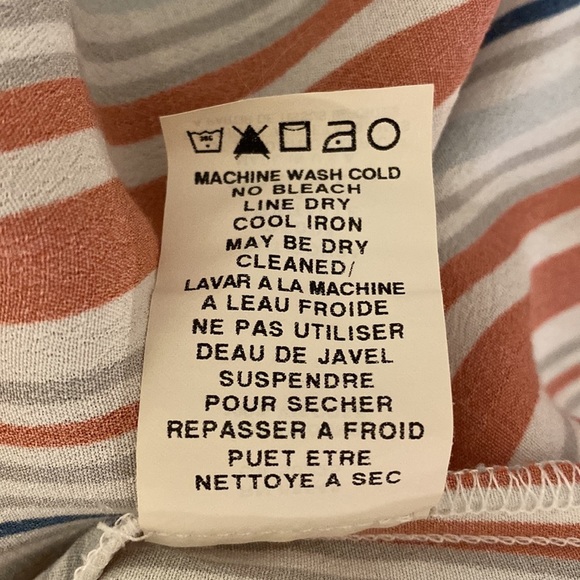 30C
MACHINE WASH COLD
NO BLEACH
LINE DRY
COOL IRON
MAY BE DRY
CLEANED/
LAVAR A LA MACHINE
A LEAU FROIDE
NE PAS UTILISER
DEAU DE JAVEL
SUSPENDRE
POUR SECHER
REPASSER A FROID
PUET ETRE
NETTOYE A SEC